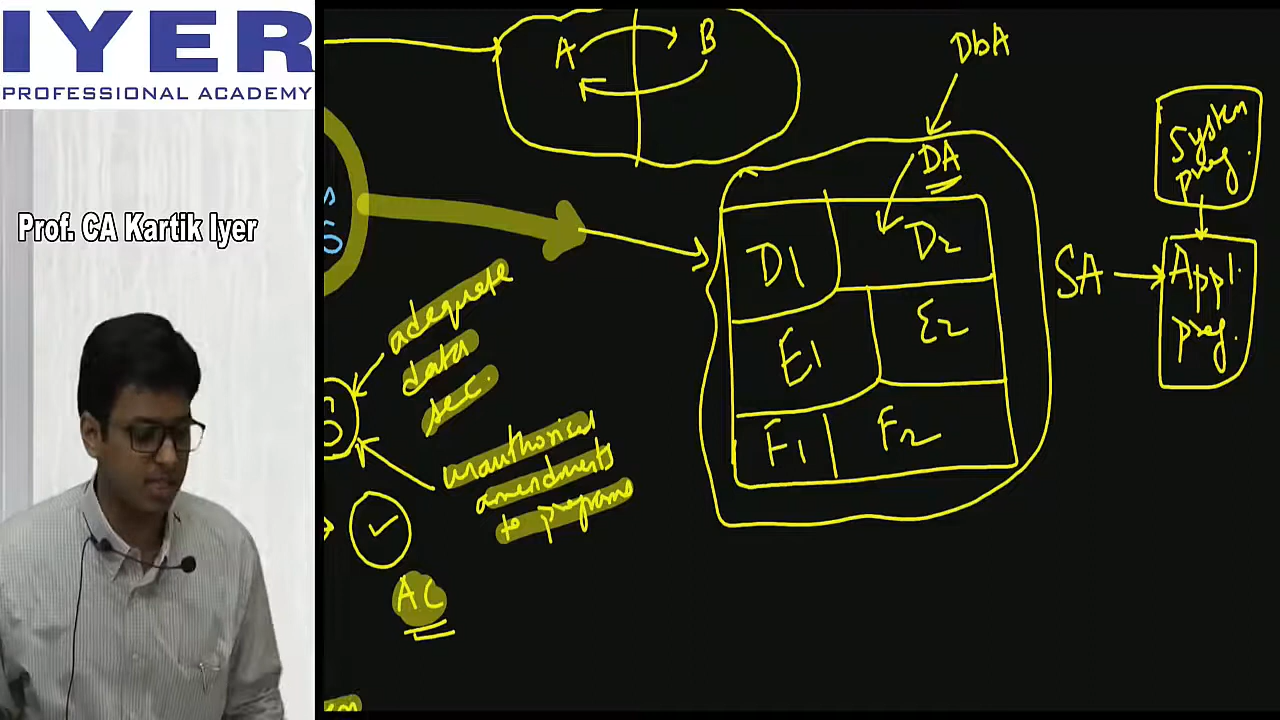 IYER
PROFESSIONAL ACADEMY
Prof. CA Kartik Iyer
A
B
DbA
DA
D1
D2
E1
E2
F1
F2
SA
System
prog.
Appl.
prog.
adequate
data
sec.
unauthorised
amendments
to programs
AC